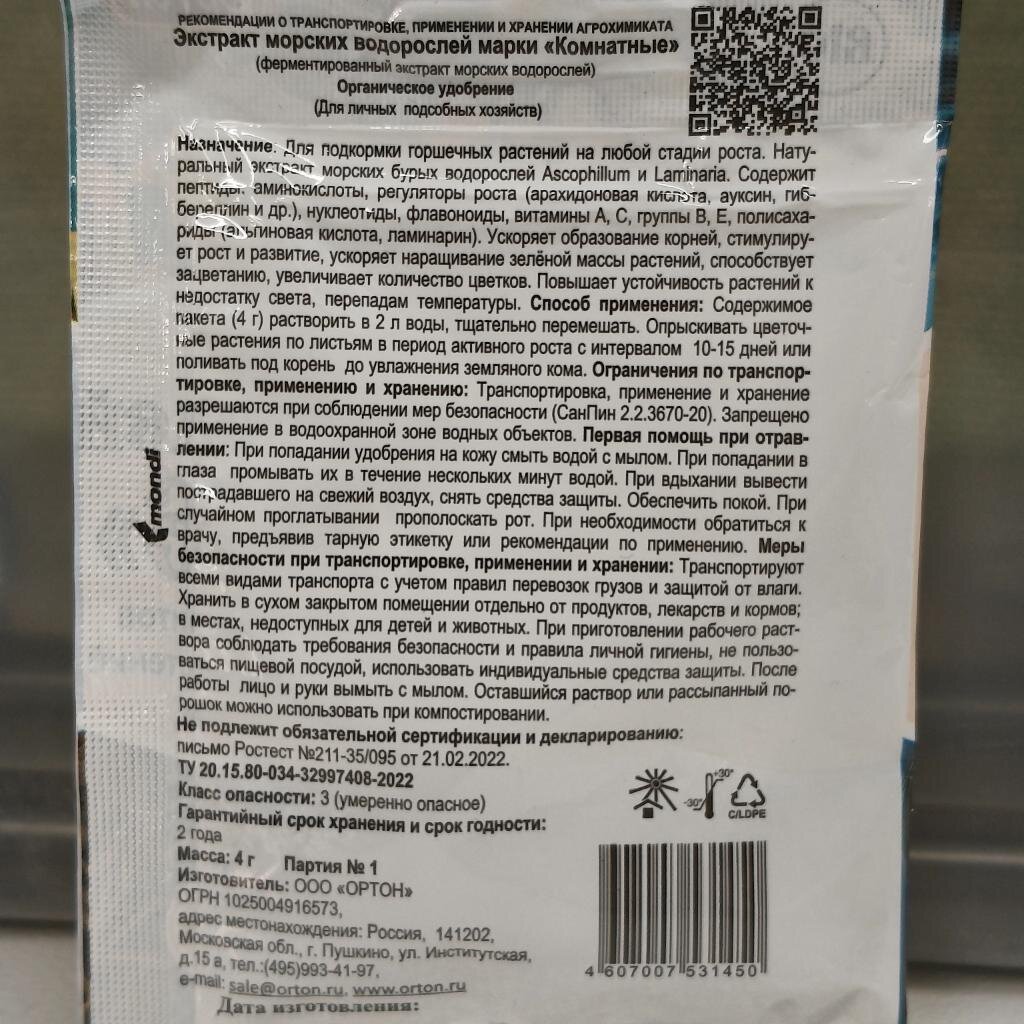 РЕКОМЕНДАЦИИ О ТРАНСПОРТИРОВКЕ, ПРИМЕНЕНИИ И ХРАНЕНИИ АГРОХИМИКАТА
Экстракт морских водорослей марки «Комнатные»
(ферментированный экстракт морских водорослей)
Органическое удобрение
(Для личных подсобных хозяйств)
Назначение. Для подкормки горшечных растений на любой стадии роста. Нату-
ральный экстракт морских бурых водорослей Ascophillum и Laminaria. Содержит
пептиды, аминокислоты, регуляторы роста (арахидоновая кислота, ауксин, гиб-
береллин и др.), нуклеотиды, флавоноиды, витамины А, С, группы В, Е, полисаха-
риды (альгиновая кислота, ламинарин). Ускоряет образование корней, стимулиру-
ет рост и развитие, ускоряет наращивание зелёной массы растений, способствует
зацветанию, увеличивает количество цветков. Повышает устойчивость растений к
недостатку света, перепадам температуры. Способ применения: Содержимое
пакета (4 г) растворить в 2 л воды, тщательно перемешать. Опрыскивать цветоч-
ные растения по листьям в период активного роста с интервалом 10-15 дней или
поливать под корень до увлажнения земляного кома. Ограничения по транспор-
тировке, применению и хранению: Транспортировка, применение и хранение
разрешаются при соблюдении мер безопасности (СанПин 2.2.3670-20). Запрещено
применение в водоохранной зоне водных объектов. Первая помощь при отрав-
лении: При попадании удобрения на кожу смыть водой с мылом. При попадании в
глаза промывать их в течение нескольких минут водой. При вдыхании вывести
пострадавшего на свежий воздух, снять средства защиты. Обеспечить покой. При
случайном проглатывании прополоскать рот. При необходимости обратиться к
врачу, предъявив тарную этикетку или рекомендации по применению. Меры
безопасности при транспортировке, применении и хранении: Транспортируют
всеми видами транспорта с учетом правил перевозок грузов и защитой от влаги.
Хранить в сухом закрытом помещении отдельно от продуктов, лекарств и кормов;
в местах, недоступных для детей и животных. При приготовлении рабочего раст-
вора соблюдать требования безопасности и правила личной гигиены, не пользо-
ваться пищевой посудой, использовать индивидуальные средства защиты. После
работы лицо и руки вымыть с мылом. Оставшийся раствор или рассыпанный по-
рошок можно использовать при компостировании.
Не подлежит обязательной сертификации и декларированию:
письмо Ростест №211-35/095 от 21.02.2022.
ТУ 20.15.80-034-32997408-2022
Класс опасности: 3 (умеренно опасное)
Гарантийный срок хранения и срок годности:
2 года
Масса: 4 г Партия № 1
Изготовитель: ООО «ОРТОН»
ОГРН 1025004916573,
адрес местонахождения: Россия, 141202,
Московская обл., г. Пушкино, ул. Институтская,
д.15 а, тел.:(495)993-41-97,
e-mail: sale@orton.ru, www.orton.ru
Дата изготовления:
mondi
-30° +30°
C/LDPE
4 607007 531450